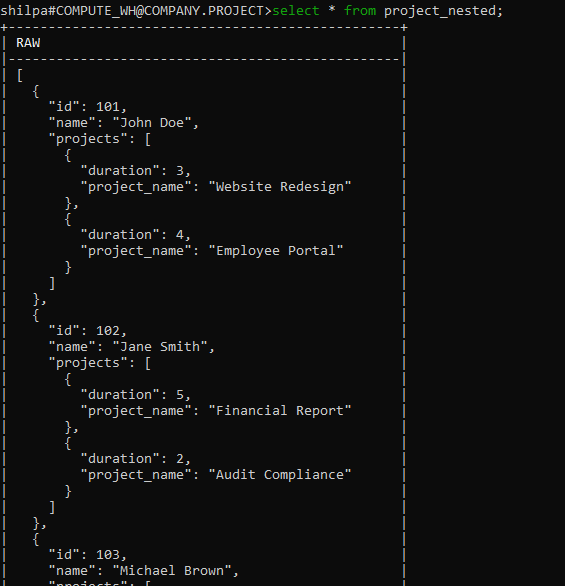 shilpa#COMPUTE_WH@COMPANY.PROJECT>select * from project_nested;
+-------------------------------------------------+
| RAW                                             |
|-------------------------------------------------|
| [                                               |
|   {                                             |
|     "id": 101,                                  |
|     "name": "John Doe",                         |
|     "projects": [                               |
|       {                                         |
|         "duration": 3,                          |
|         "project_name": "Website Redesign"      |
|       },                                        |
|       {                                         |
|         "duration": 4,                          |
|         "project_name": "Employee Portal"       |
|       }                                         |
|     ]                                           |
|   },                                            |
|   {                                             |
|     "id": 102,                                  |
|     "name": "Jane Smith",                       |
|     "projects": [                               |
|       {                                         |
|         "duration": 5,                          |
|         "project_name": "Financial Report"      |
|       },                                        |
|       {                                         |
|         "duration": 2,                          |
|         "project_name": "Audit Compliance"      |
|       }                                         |
|     ]                                           |
|   },                                            |
|   {                                             |
|     "id": 103,                                  |
|     "name": "Michael Brown",                    |
|     "projects": [                               |